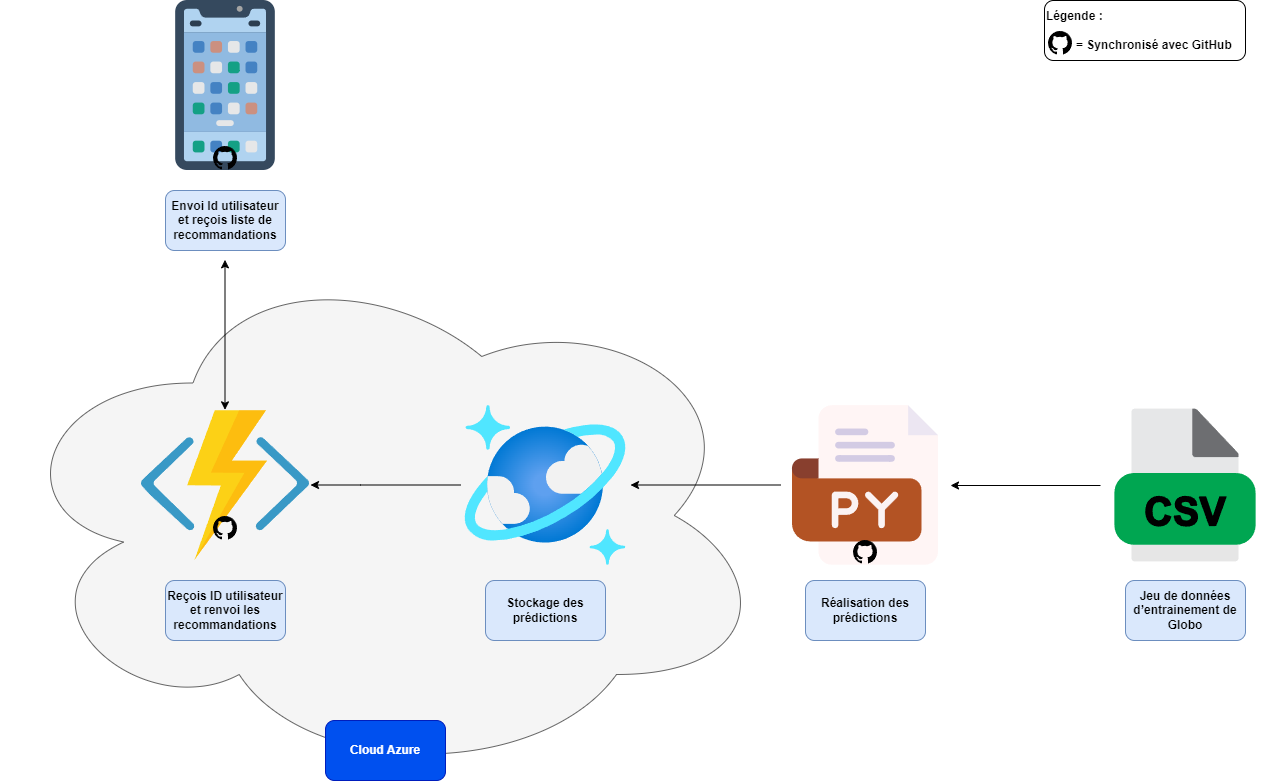 Légende :
= Synchronisé avec GitHub
Envoi Id utilisateur
et reçois liste de
recommandations
PY
CSV
Reçois ID utilisateur
et renvoi les
recommandations
Stockage des
prédictions
Réalisation des
prédictions
Jeu de données
d'entrainement de
Globo
Cloud Azure